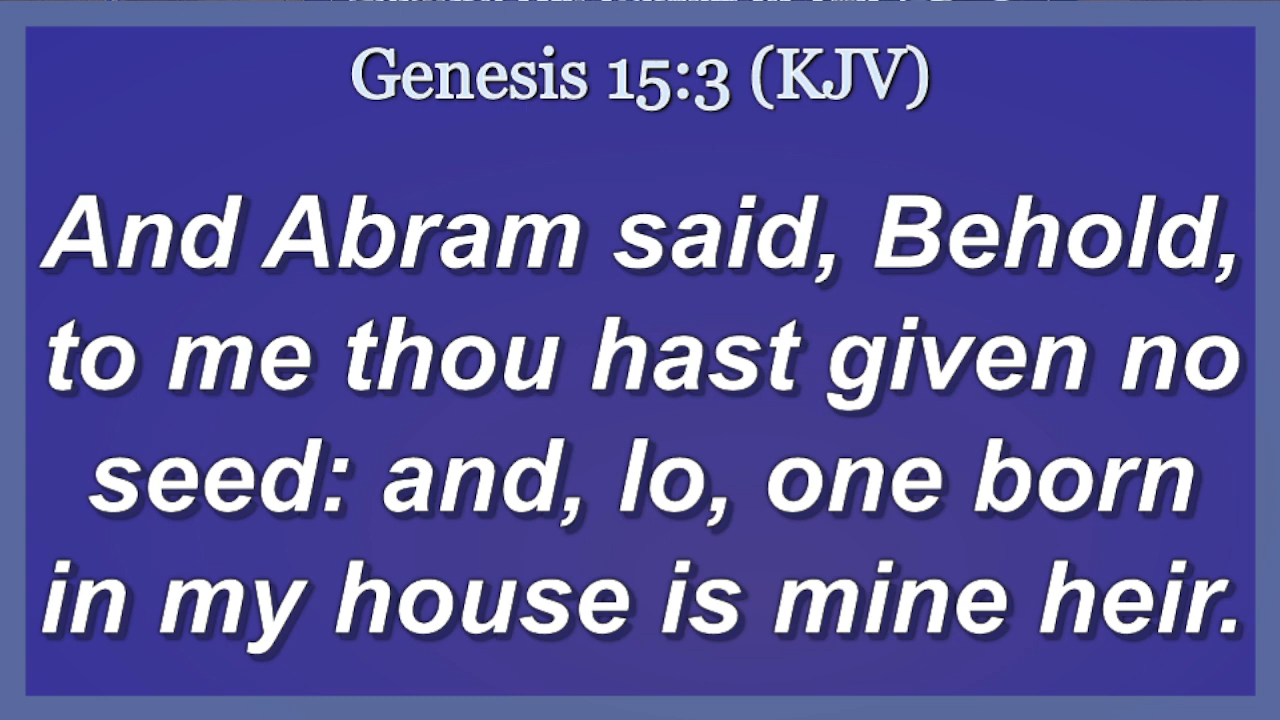 Genesis 15:3 (KJV)
And Abram said, Behold,
to me thou hast given no
seed: and, lo, one born
in my house is mine heir.